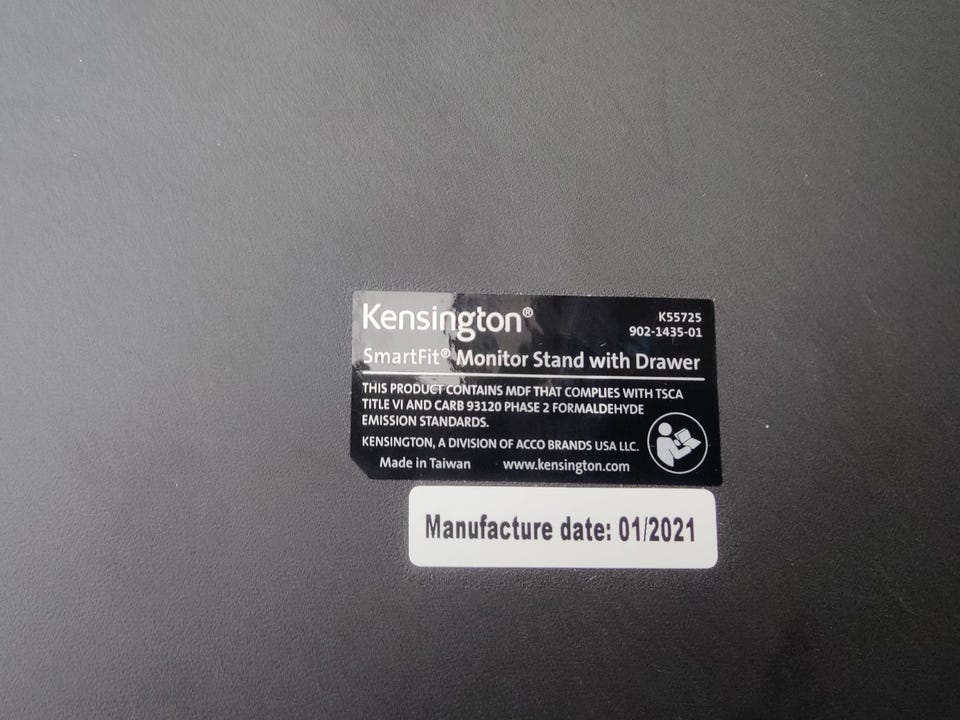 Kensington®
K55725
902-1435-01
SmartFit® Monitor Stand with Drawer
THIS PRODUCT CONTAINS MDF THAT COMPLIES WITH TSCA
TITLE VI AND CARB 93120 PHASE 2 FORMALDEHYDE
EMISSION STANDARDS.
KENSINGTON, A DIVISION OF ACCO BRANDS USA LLC.
Made in Taiwan www.kensington.com
Manufacture date: 01/2021